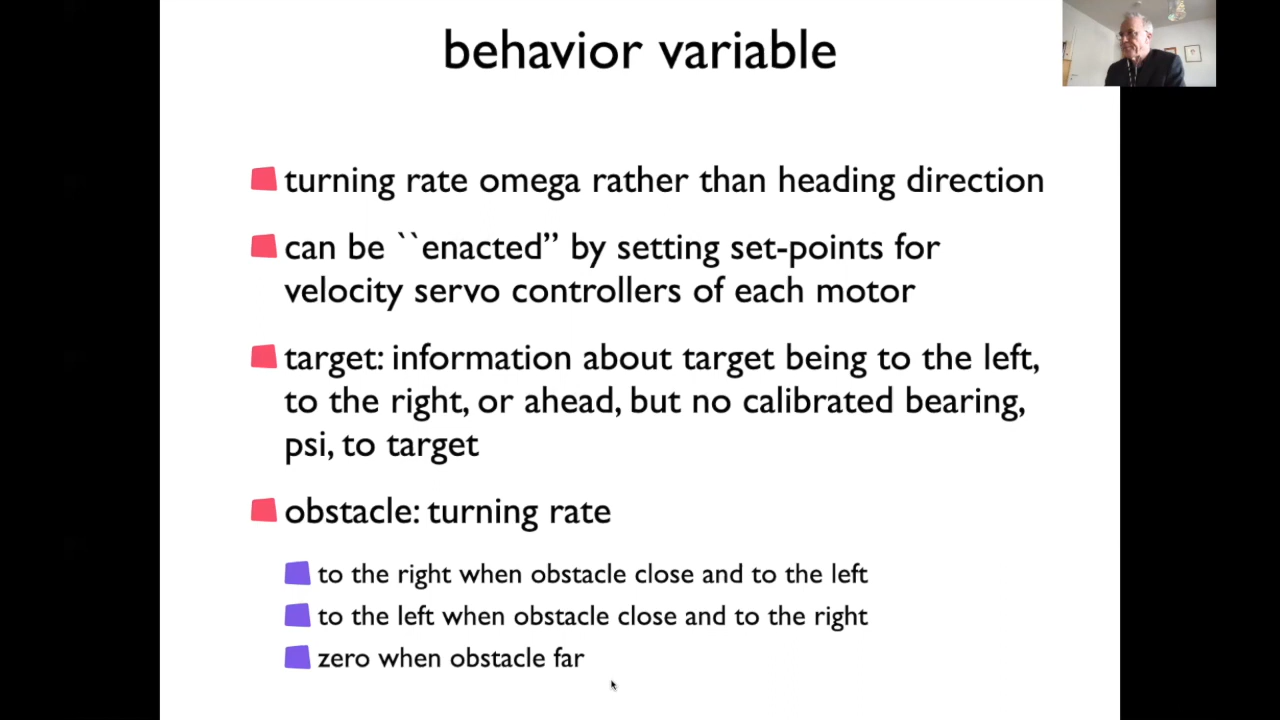 behavior variable
turning rate omega rather than heading direction
can be ``enacted” by setting set-points for
velocity servo controllers of each motor
target: information about target being to the left,
to the right, or ahead, but no calibrated bearing,
psi, to target
obstacle: turning rate
to the right when obstacle close and to the left
to the left when obstacle close and to the right
zero when obstacle far